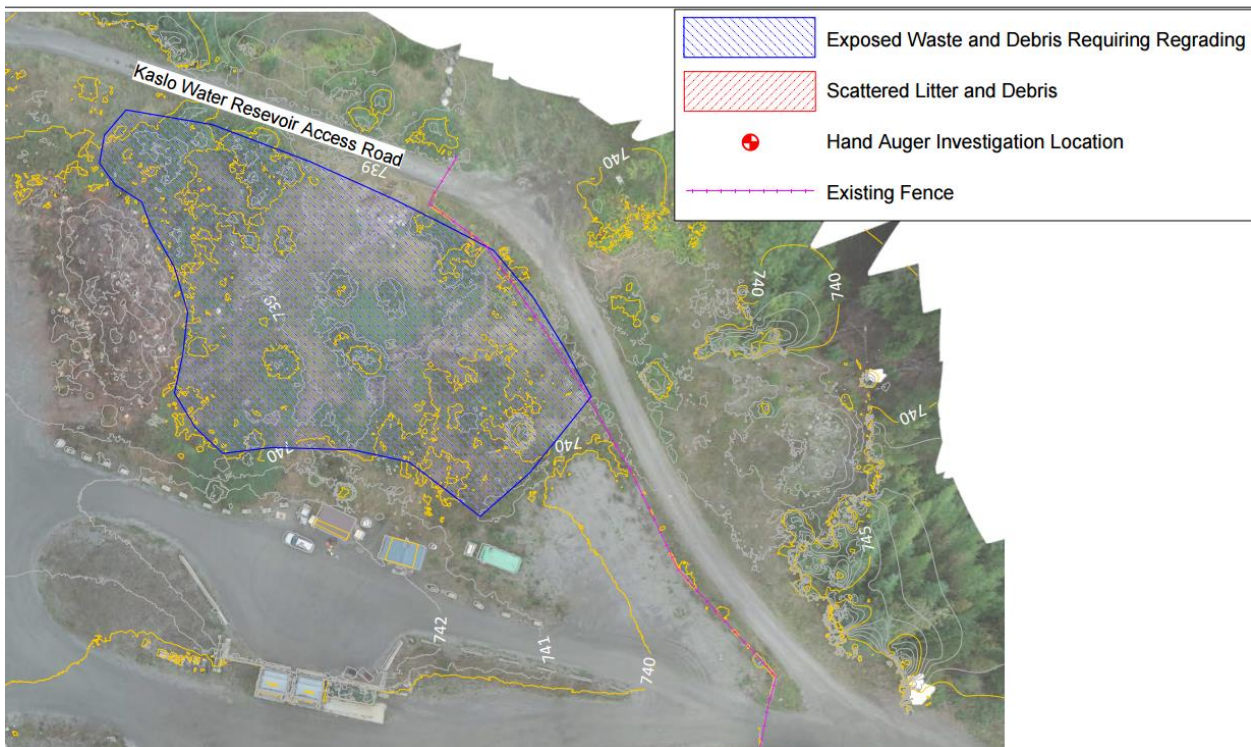 Exposed Waste and Debris Requiring Regrading
Scattered Litter and Debris
Hand Auger Investigation Location
Existing Fence
Kaslo Water Resevoir Access Road
739
740
740
740
739
740
740
740
745
742
741
740